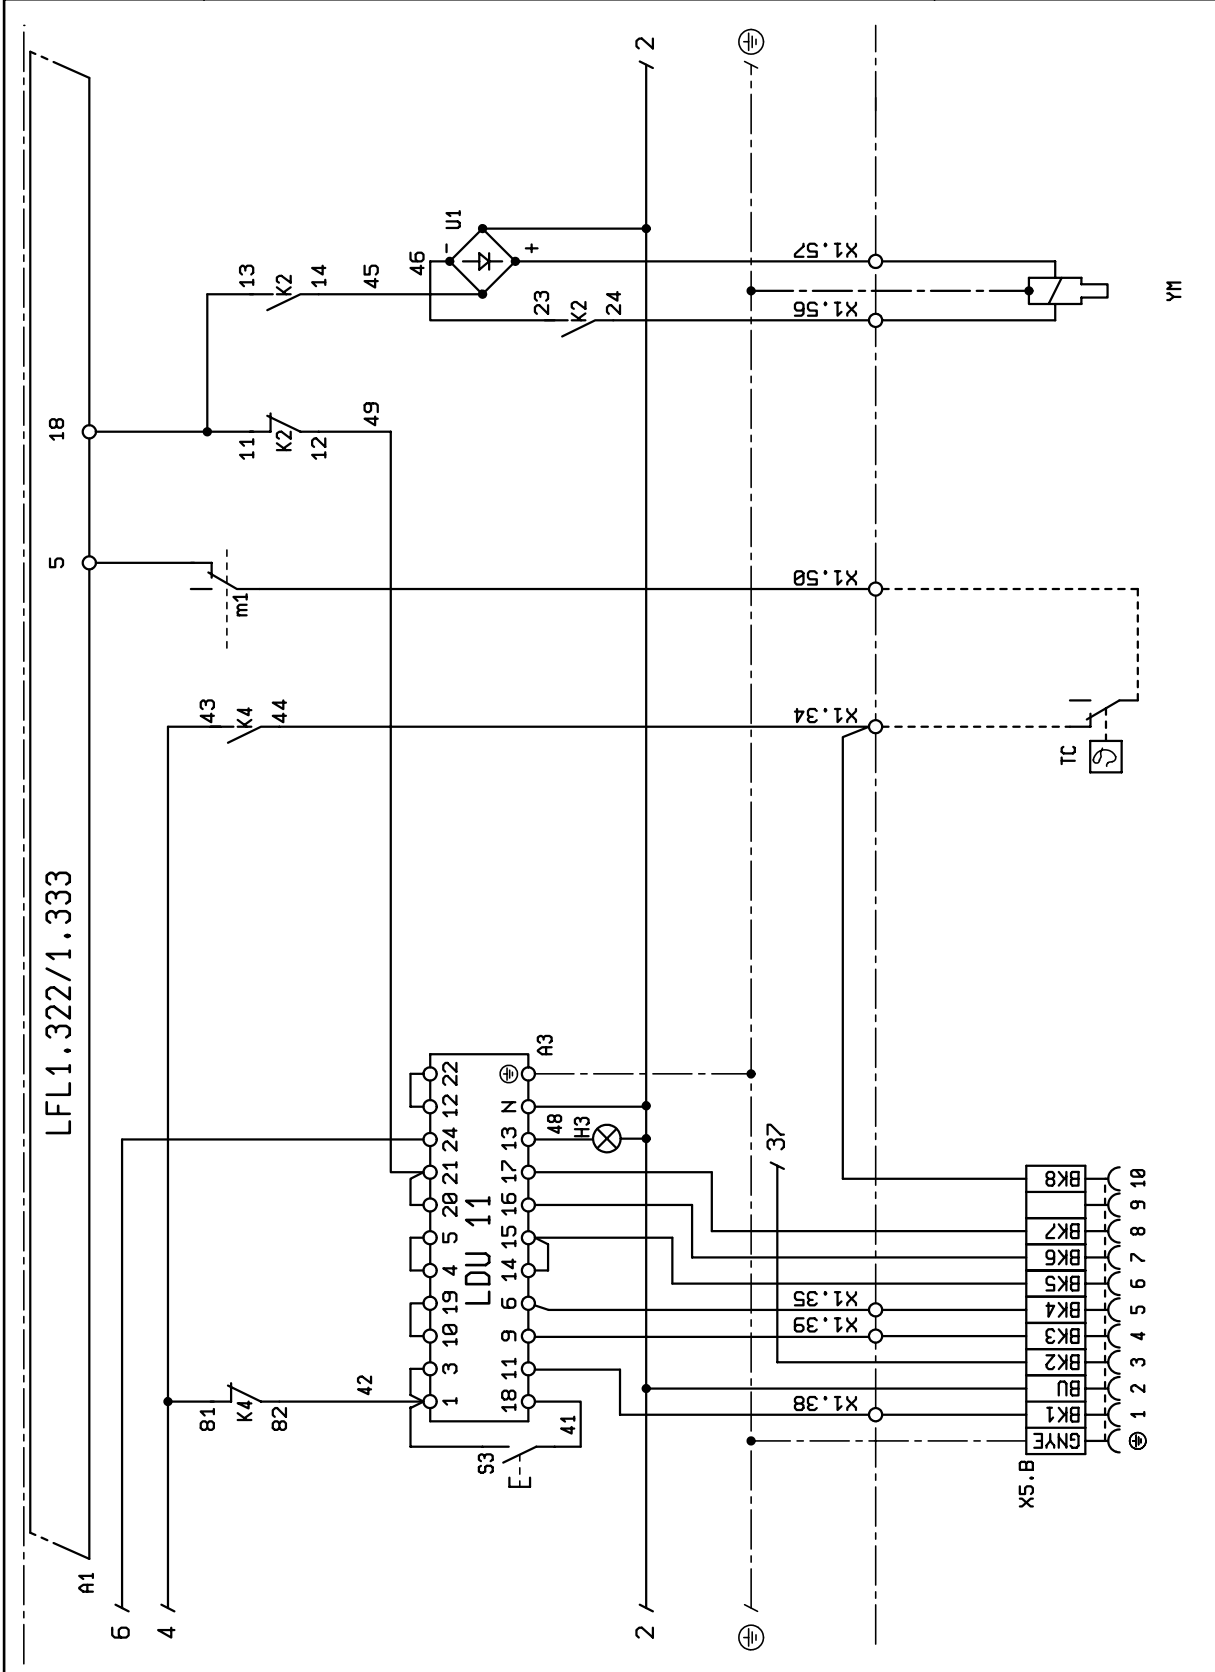 LFL1.322/1.333
A1
5
18
6
4
2
2
81
K4
82
42
43
K4
44
m1
11
K2
12
49
13
K2
14
45
46
U1
-
+
23
K2
24
S3
E
41
1
3
10
19
4
5
20
21
24
12
22
LDU 11
18
11
9
6
14
15
16
17
13
N
A3
48
H3
37
X1.38
X1.39
X1.35
X1.34
X1.50
X1.56
X1.57
TC
YM
X5.B
GNYE
BK1
BU
BK2
BK3
BK4
BK5
BK6
BK7
BK8
1
2
3
4
5
6
7
8
9
10